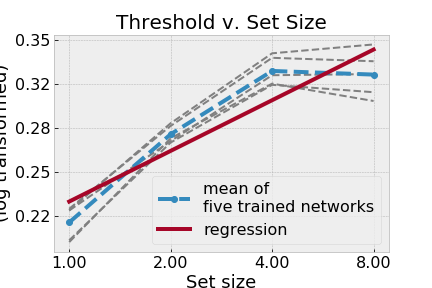 Threshold v. Set Size
(log transformed)
0.35
0.32
0.28
0.25
0.22
mean of
five trained networks
regression
1.00 2.00 4.00 8.00
Set size